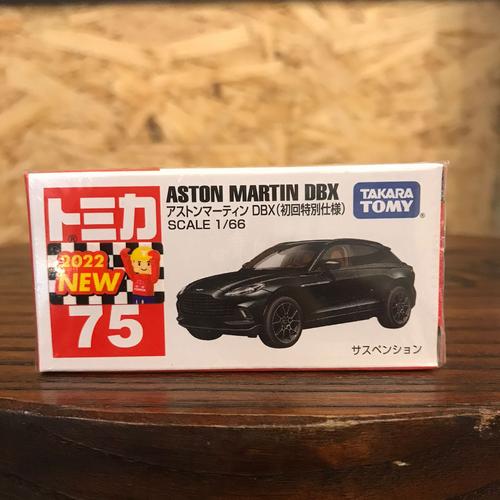 ASTON MARTIN DBX
アストンマーティン DBX(初回特別仕様)
SCALE 1/66
TAKARA
TOMY
トミカ
2022
NEW
75
サスペンション